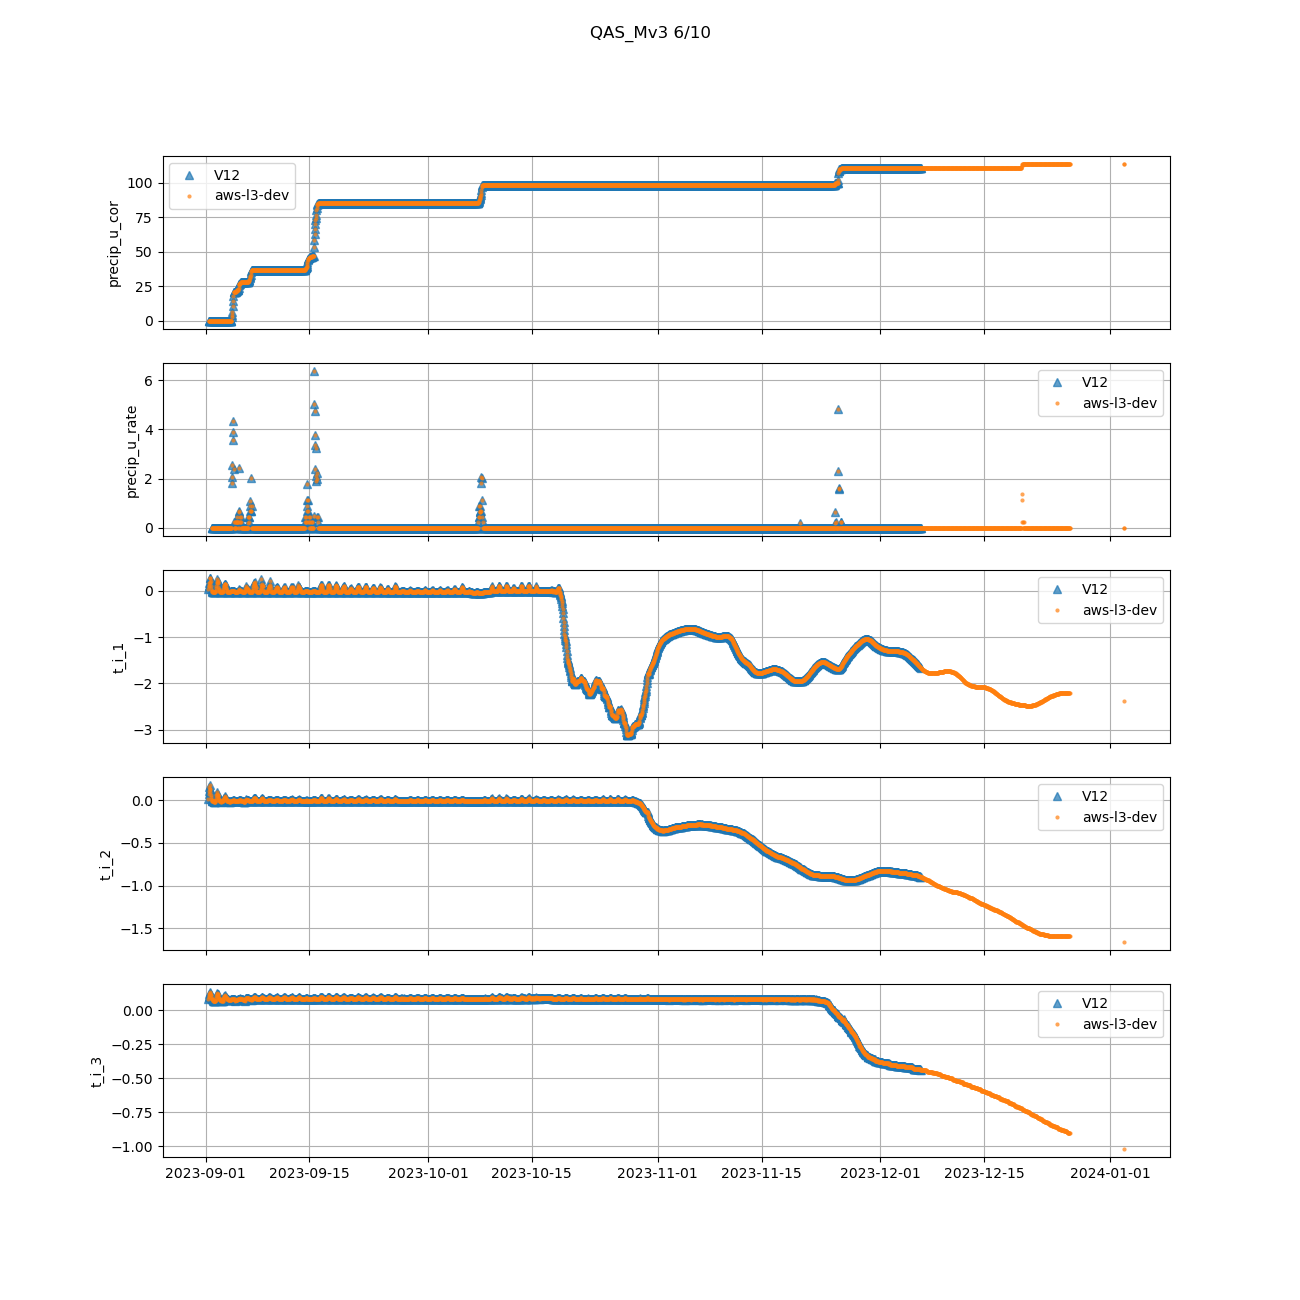 QAS_Mv3 6/10
V12
aws-l3-dev
100
75
50
25
0
precip_u_cor
V12
aws-l3-dev
6
4
2
0
precip_u_rate
V12
aws-l3-dev
0
−1
−2
−3
t_i_1
V12
aws-l3-dev
0.0
−0.5
−1.0
−1.5
t_i_2
V12
aws-l3-dev
0.00
−0.25
−0.50
−0.75
−1.00
t_i_3
2023-09-01 2023-09-15 2023-10-01 2023-10-15 2023-11-01 2023-11-15 2023-12-01 2023-12-15 2024-01-01